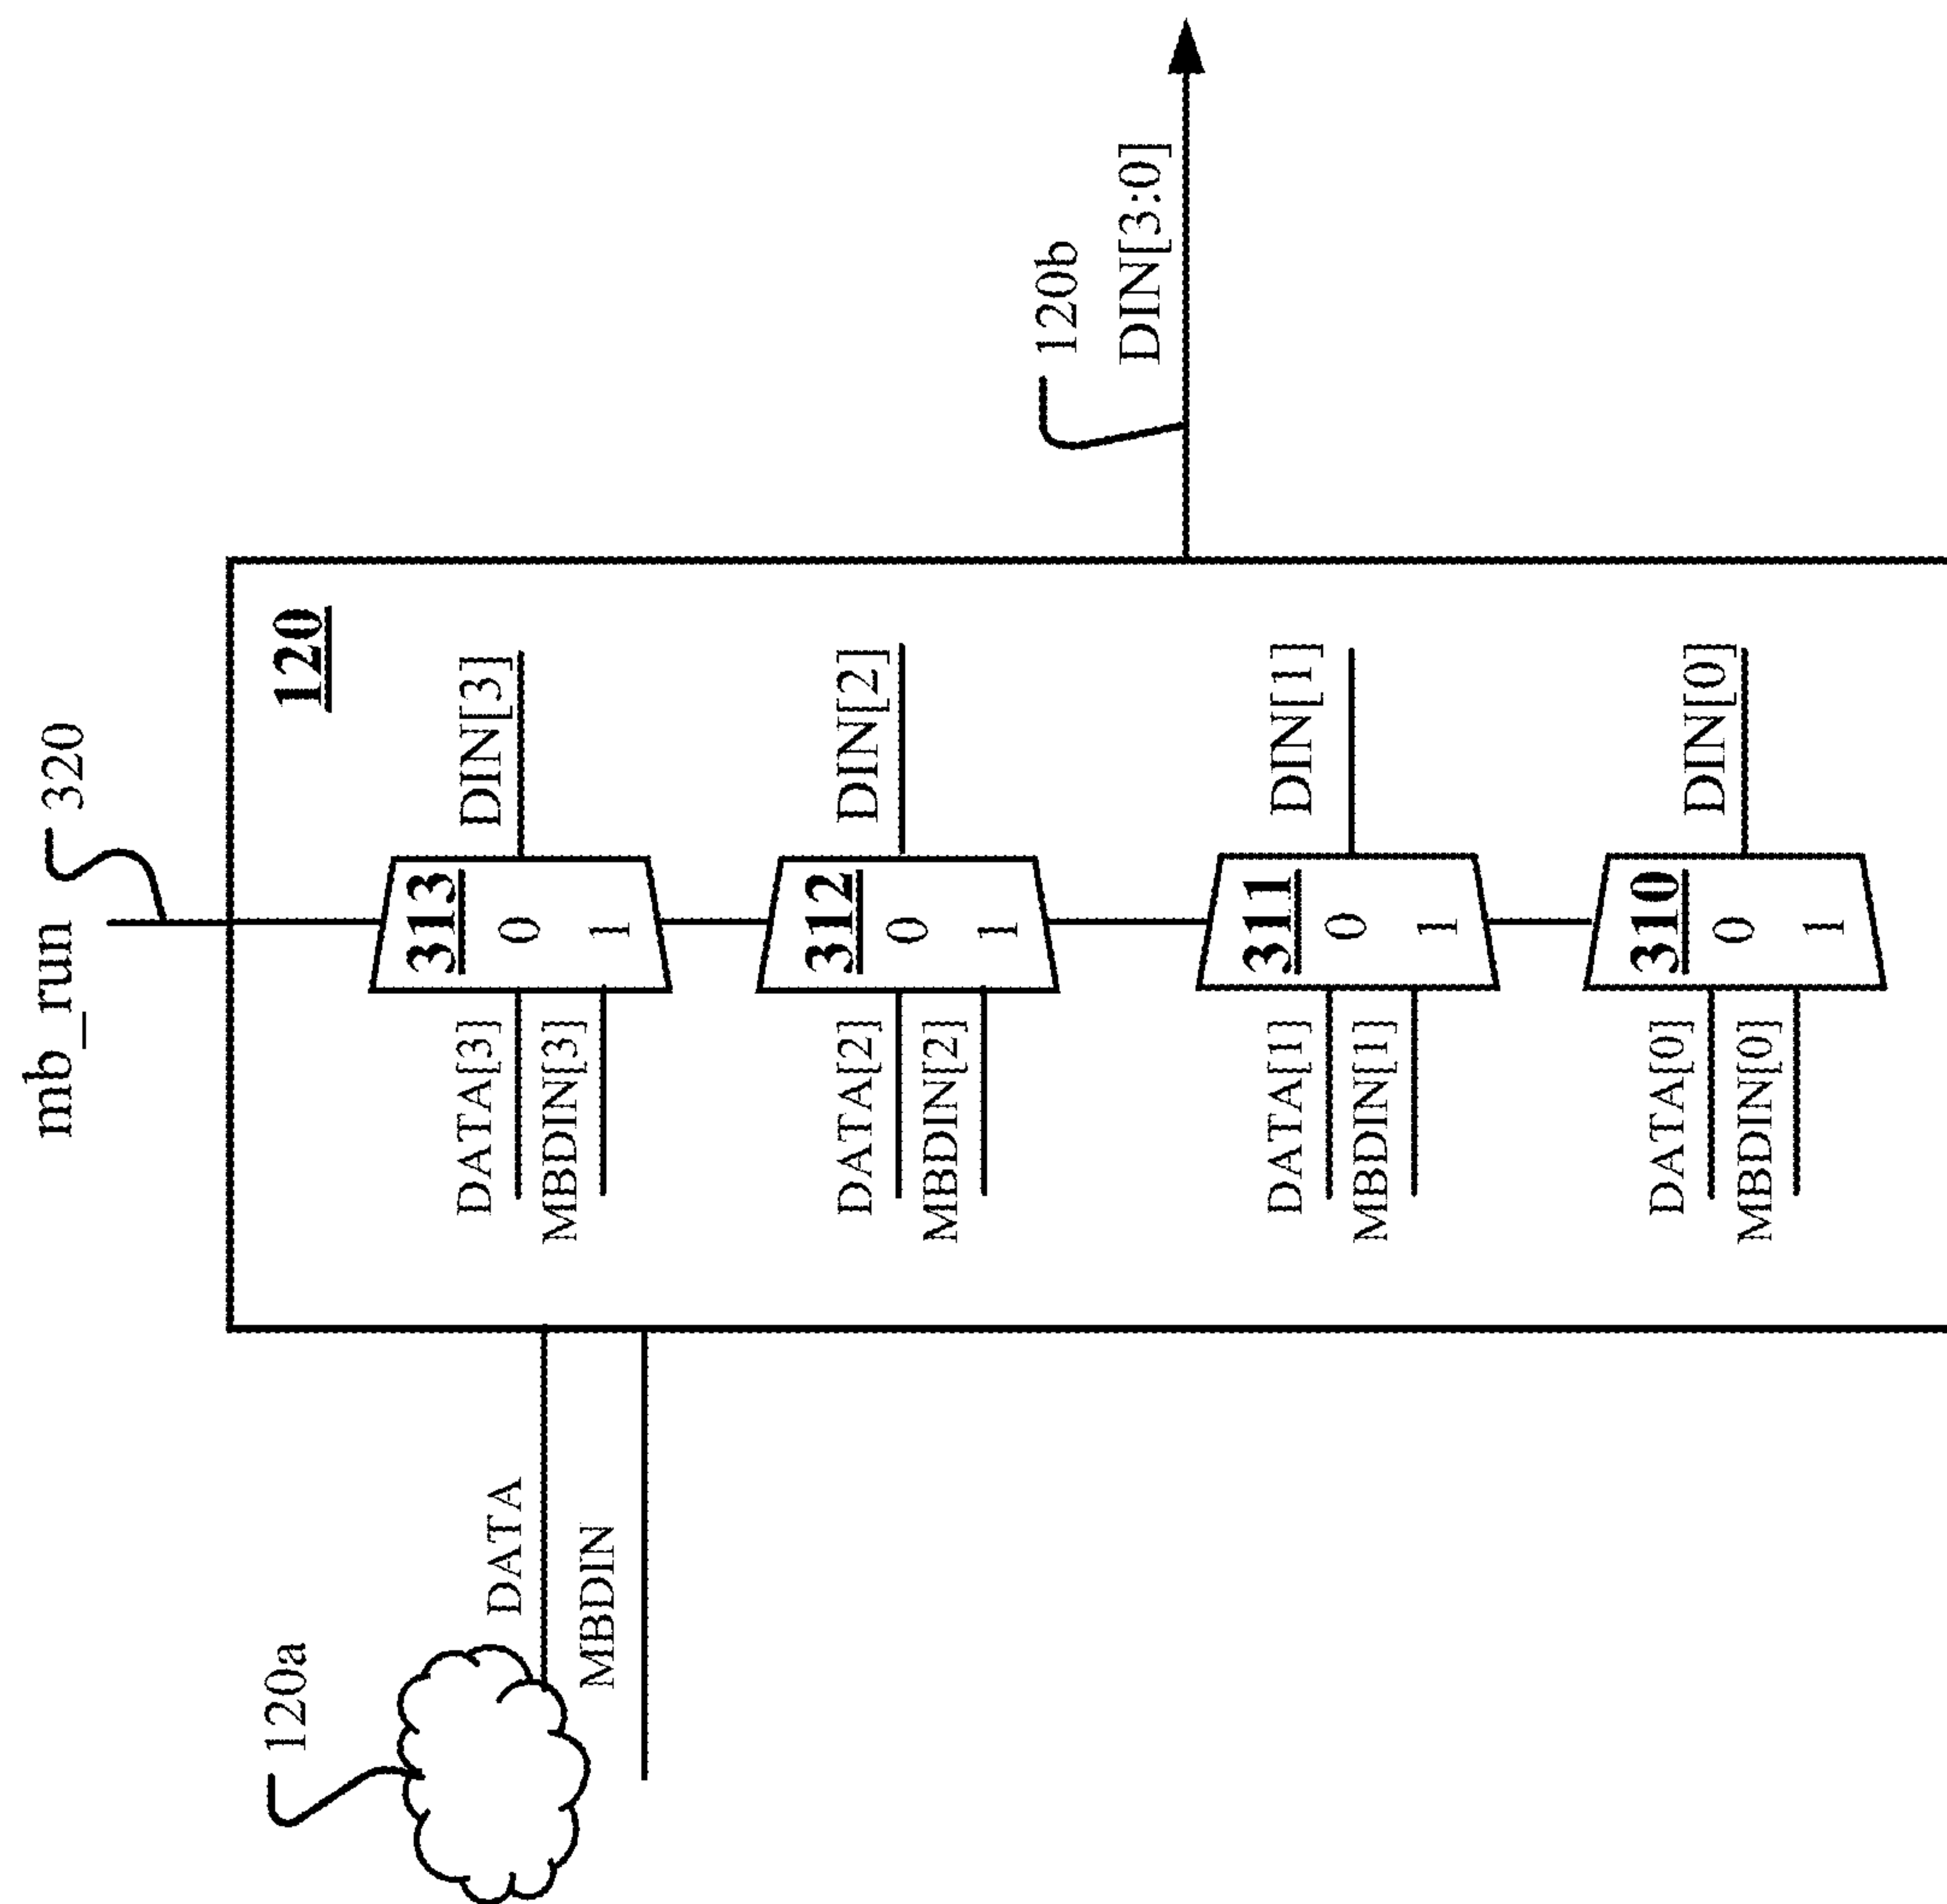 mb_run
320
120
313
0
1
DATA[3]
MBDIN[3]
DIN[3]
312
0
1
DATA[2]
MBDIN[2]
DIN[2]
311
0
1
DATA[1]
MBDIN[1]
DIN[1]
310
0
1
DATA[0]
MBDIN[0]
DIN[0]
120a
DATA
MBDIN
120b
DIN[3:0]